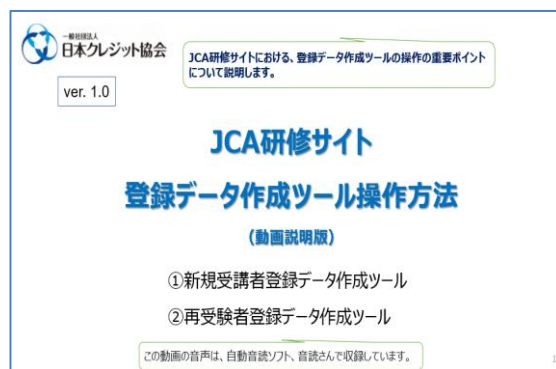 一般社団法人
日本クレジット協会
JCA研修サイトにおける、登録データ作成ツールの操作の重要ポイント
について説明します。
ver. 1.0
JCA研修サイト
登録データ作成ツール操作方法
(動画説明版)
①新規受講者登録データ作成ツール
②再受験者登録データ作成ツール
この動画の音声は、自動音読ソフト、音読さんで収録しています。
1